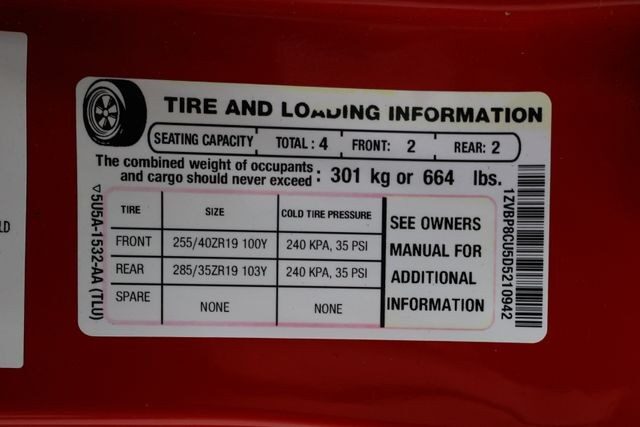 TIRE AND LOADING INFORMATION
SEATING CAPACITY TOTAL : 4 FRONT: 2 REAR: 2
The combined weight of occupants
and cargo should never exceed : 301 kg or 664 lbs.
TIRE SIZE COLD TIRE PRESSURE
FRONT 255/40ZR19 100Y 240 KPA, 35 PSI
REAR 285/35ZR19 103Y 240 KPA, 35 PSI
SPARE NONE NONE
SEE OWNERS
MANUAL FOR
ADDITIONAL
INFORMATION
▽5U5A-1532-AA (TLU)
1ZVBP8CU5D5210942
LD